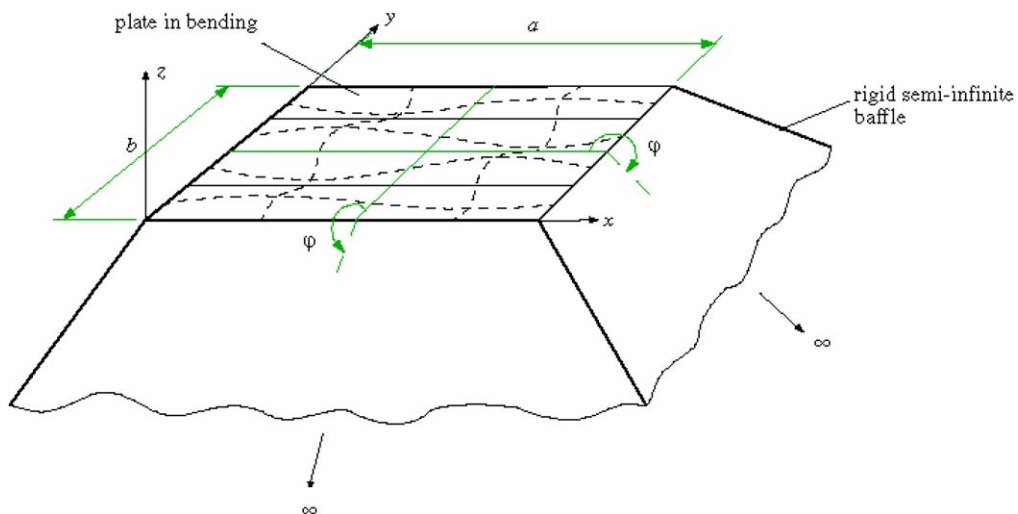 y
a
plate in bending
z
rigid semi-infinite
baffle
b
φ
x
φ
∞
∞